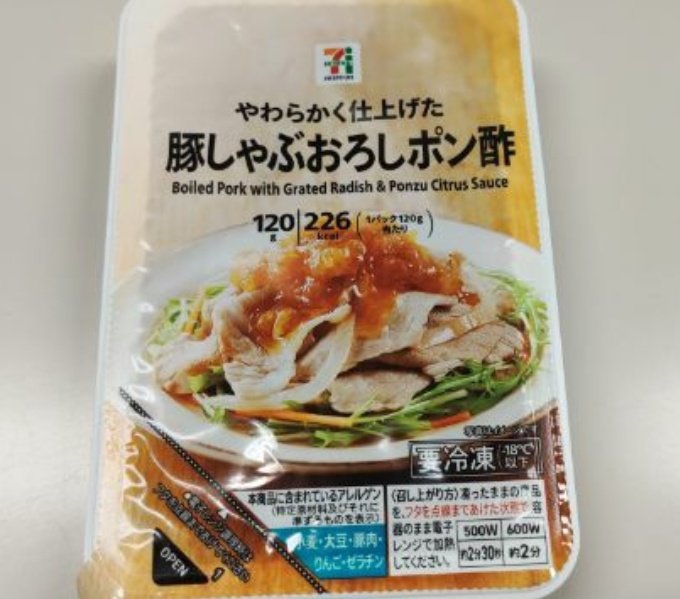 やわらかく仕上げた
豚しゃぶおろしポン酢
Boiled Pork with Grated Radish & Ponzu Citrus Sauce
120g 226kcal (1パック120g当たり)
要冷凍 -18℃以下
本商品に含まれているアレルゲン
(特定原材料及びそれに
準ずるものを表示)
小麦・大豆・豚肉・
りんご・ゼラチン
(召し上がり方) 凍ったままの商品
を、フタを点線まであけた状態で容
器のまま電子
レンジで加熱
してください。
500W 600W
約2分30秒 約2分
OPEN
1